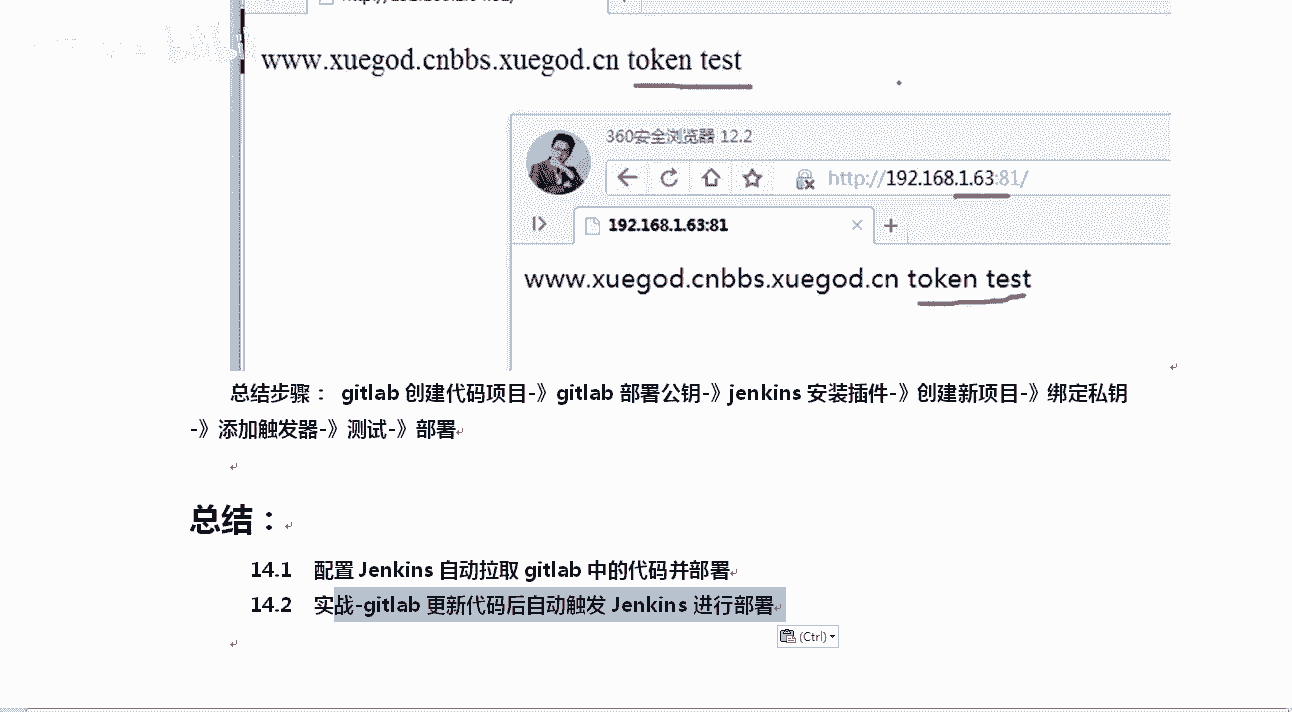 www.xuegod.cnbbs.xuegod.cn token test
360安全浏览器 12.2
http://192.168.1.63:81/
192.168.1.63:81
www.xuegod.cnbbs.xuegod.cn token test
总结步骤： gitlab 创建代码项目-》gitlab 部署公钥-》jenkins 安装插件-》创建新项目-》绑定私钥
-》添加触发器-》测试-》部署
总结：
14.1 配置 Jenkins 自动拉取 gitlab 中的代码并部署
14.2 实战-gitlab 更新代码后自动触发 Jenkins 进行部署
(Ctrl)